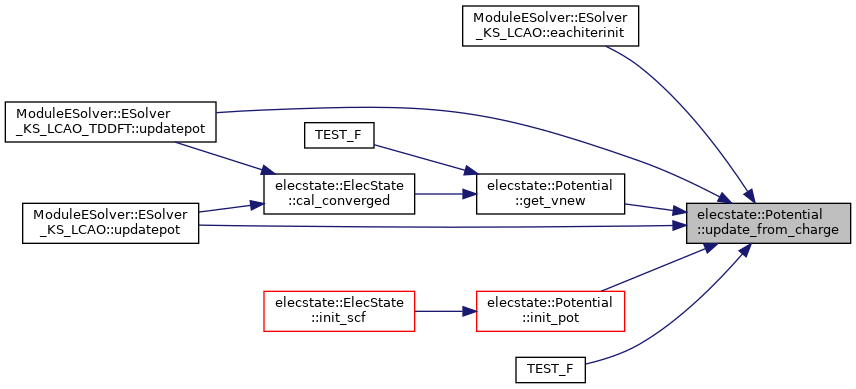 ModuleESolver::ESolver
_KS_LCAO::eachiterinit
ModuleESolver::ESolver
_KS_LCAO_TDDFT::updatepot
TEST_F
elecstate::ElecState
::cal_converged
elecstate::Potential
::get_vnew
ModuleESolver::ESolver
_KS_LCAO::updatepot
elecstate::Potential
::update_from_charge
elecstate::ElecState
::init_scf
elecstate::Potential
::init_pot
TEST_F